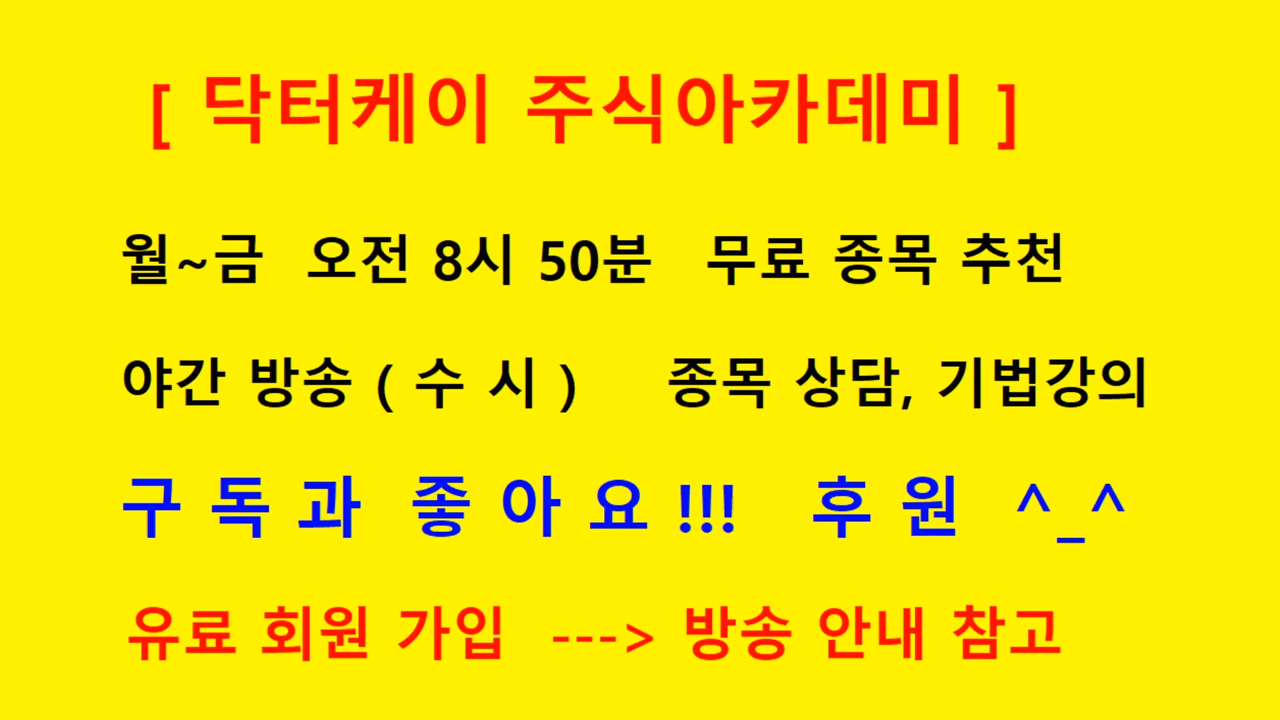 [ 닥터케이 주식아카데미 ]
월~금 오전 8시 50분 무료 종목 추천
야간 방송 ( 수 시 ) 종목 상담, 기법강의
구 독 과 좋 아 요 !!! 후 원 ^_^
유료 회원 가입 ---> 방송 안내 참고